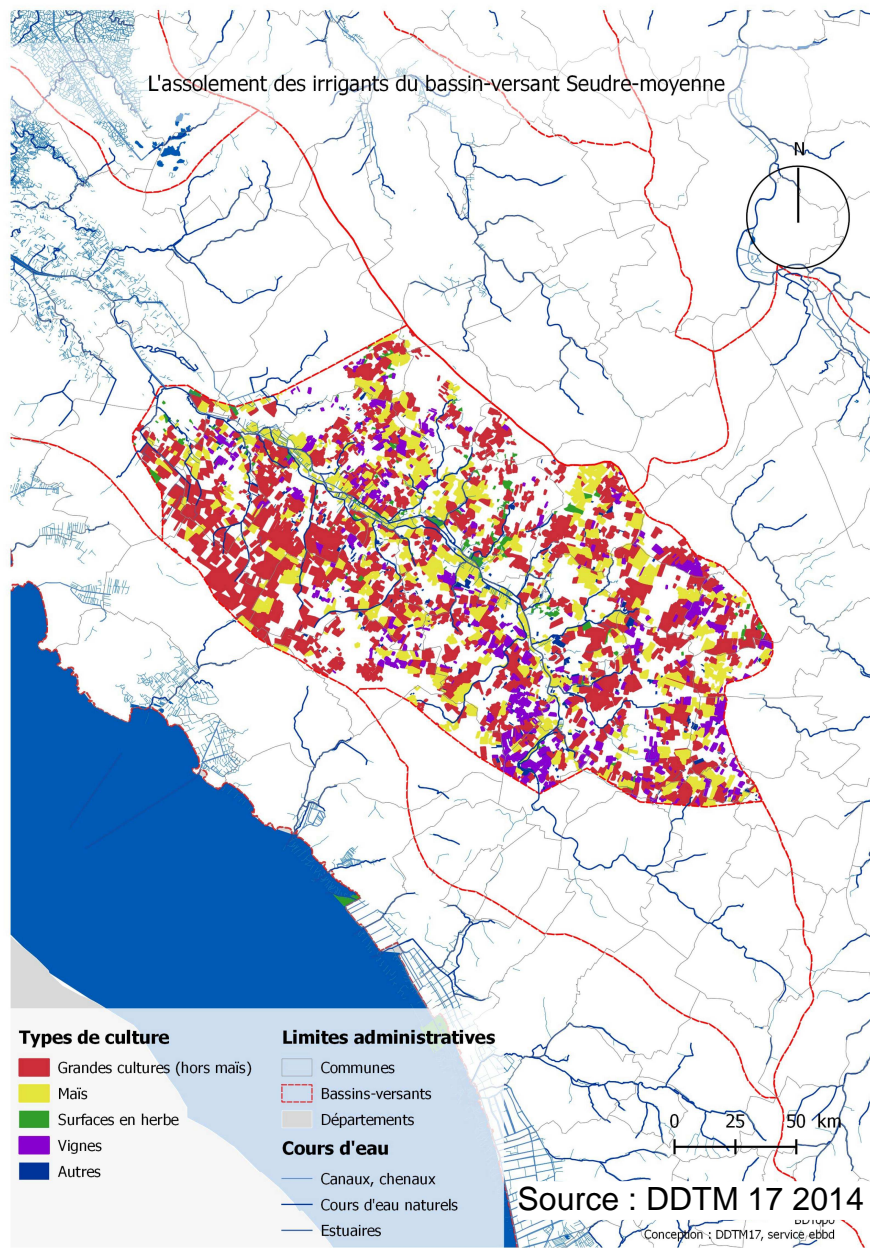 L'assolement des irrigants du bassin-versant Seudre-moyenne
N
Types de culture
Grandes cultures (hors maïs)
Maïs
Surfaces en herbe
Vignes
Autres
Limites administratives
Communes
Bassins-versants
Départements
Cours d'eau
Canaux, chenaux
Cours d'eau naturels
Estuaires
0 25 50 km
Source : DDTM 17 2014
Conception : DDTM17, service ebbd